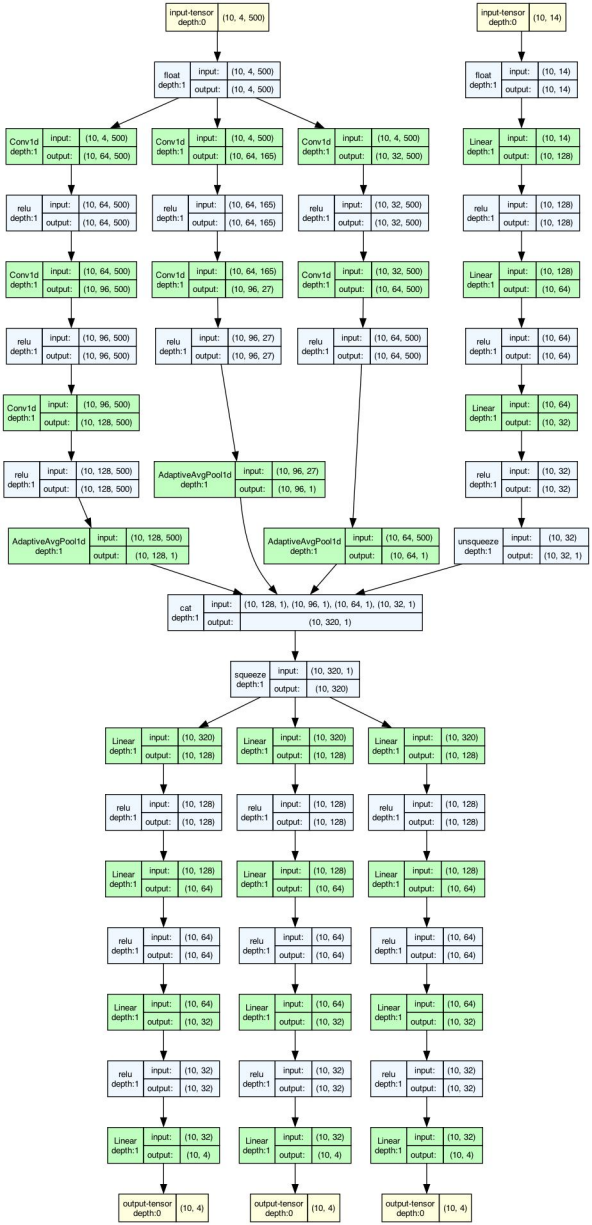 input-tensor depth:0 (10, 4, 500)
input-tensor depth:0 (10, 14)
float depth:1 input: (10, 4, 500) output: (10, 4, 500)
float depth:1 input: (10, 14) output: (10, 14)
Conv1d depth:1 input: (10, 4, 500) output: (10, 64, 500)
Conv1d depth:1 input: (10, 4, 500) output: (10, 64, 165)
Conv1d depth:1 input: (10, 4, 500) output: (10, 32, 500)
Linear depth:1 input: (10, 14) output: (10, 128)
relu depth:1 input: (10, 64, 500) output: (10, 64, 500)
relu depth:1 input: (10, 64, 165) output: (10, 64, 165)
relu depth:1 input: (10, 32, 500) output: (10, 32, 500)
relu depth:1 input: (10, 128) output: (10, 128)
Conv1d depth:1 input: (10, 64, 500) output: (10, 96, 500)
Conv1d depth:1 input: (10, 64, 165) output: (10, 96, 27)
Conv1d depth:1 input: (10, 32, 500) output: (10, 64, 500)
Linear depth:1 input: (10, 128) output: (10, 64)
relu depth:1 input: (10, 96, 500) output: (10, 96, 500)
relu depth:1 input: (10, 96, 27) output: (10, 96, 27)
relu depth:1 input: (10, 64, 500) output: (10, 64, 500)
relu depth:1 input: (10, 64) output: (10, 64)
Conv1d depth:1 input: (10, 96, 500) output: (10, 128, 500)
Linear depth:1 input: (10, 64) output: (10, 32)
relu depth:1 input: (10, 128, 500) output: (10, 128, 500)
AdaptiveAvgPool1d depth:1 input: (10, 96, 27) output: (10, 96, 1)
relu depth:1 input: (10, 32) output: (10, 32)
AdaptiveAvgPool1d depth:1 input: (10, 128, 500) output: (10, 128, 1)
AdaptiveAvgPool1d depth:1 input: (10, 64, 500) output: (10, 64, 1)
unsqueeze depth:1 input: (10, 32) output: (10, 32, 1)
cat depth:1 input: (10, 128, 1), (10, 96, 1), (10, 64, 1), (10, 32, 1) output: (10, 320, 1)
squeeze depth:1 input: (10, 320, 1) output: (10, 320)
Linear depth:1 input: (10, 320) output: (10, 128)
Linear depth:1 input: (10, 320) output: (10, 128)
Linear depth:1 input: (10, 320) output: (10, 128)
relu depth:1 input: (10, 128) output: (10, 128)
relu depth:1 input: (10, 128) output: (10, 128)
relu depth:1 input: (10, 128) output: (10, 128)
Linear depth:1 input: (10, 128) output: (10, 64)
Linear depth:1 input: (10, 128) output: (10, 64)
Linear depth:1 input: (10, 128) output: (10, 64)
relu depth:1 input: (10, 64) output: (10, 64)
relu depth:1 input: (10, 64) output: (10, 64)
relu depth:1 input: (10, 64) output: (10, 64)
Linear depth:1 input: (10, 64) output: (10, 32)
Linear depth:1 input: (10, 64) output: (10, 32)
Linear depth:1 input: (10, 64) output: (10, 32)
relu depth:1 input: (10, 32) output: (10, 32)
relu depth:1 input: (10, 32) output: (10, 32)
relu depth:1 input: (10, 32) output: (10, 32)
Linear depth:1 input: (10, 32) output: (10, 4)
Linear depth:1 input: (10, 32) output: (10, 4)
Linear depth:1 input: (10, 32) output: (10, 4)
output-tensor depth:0 (10, 4)
output-tensor depth:0 (10, 4)
output-tensor depth:0 (10, 4)